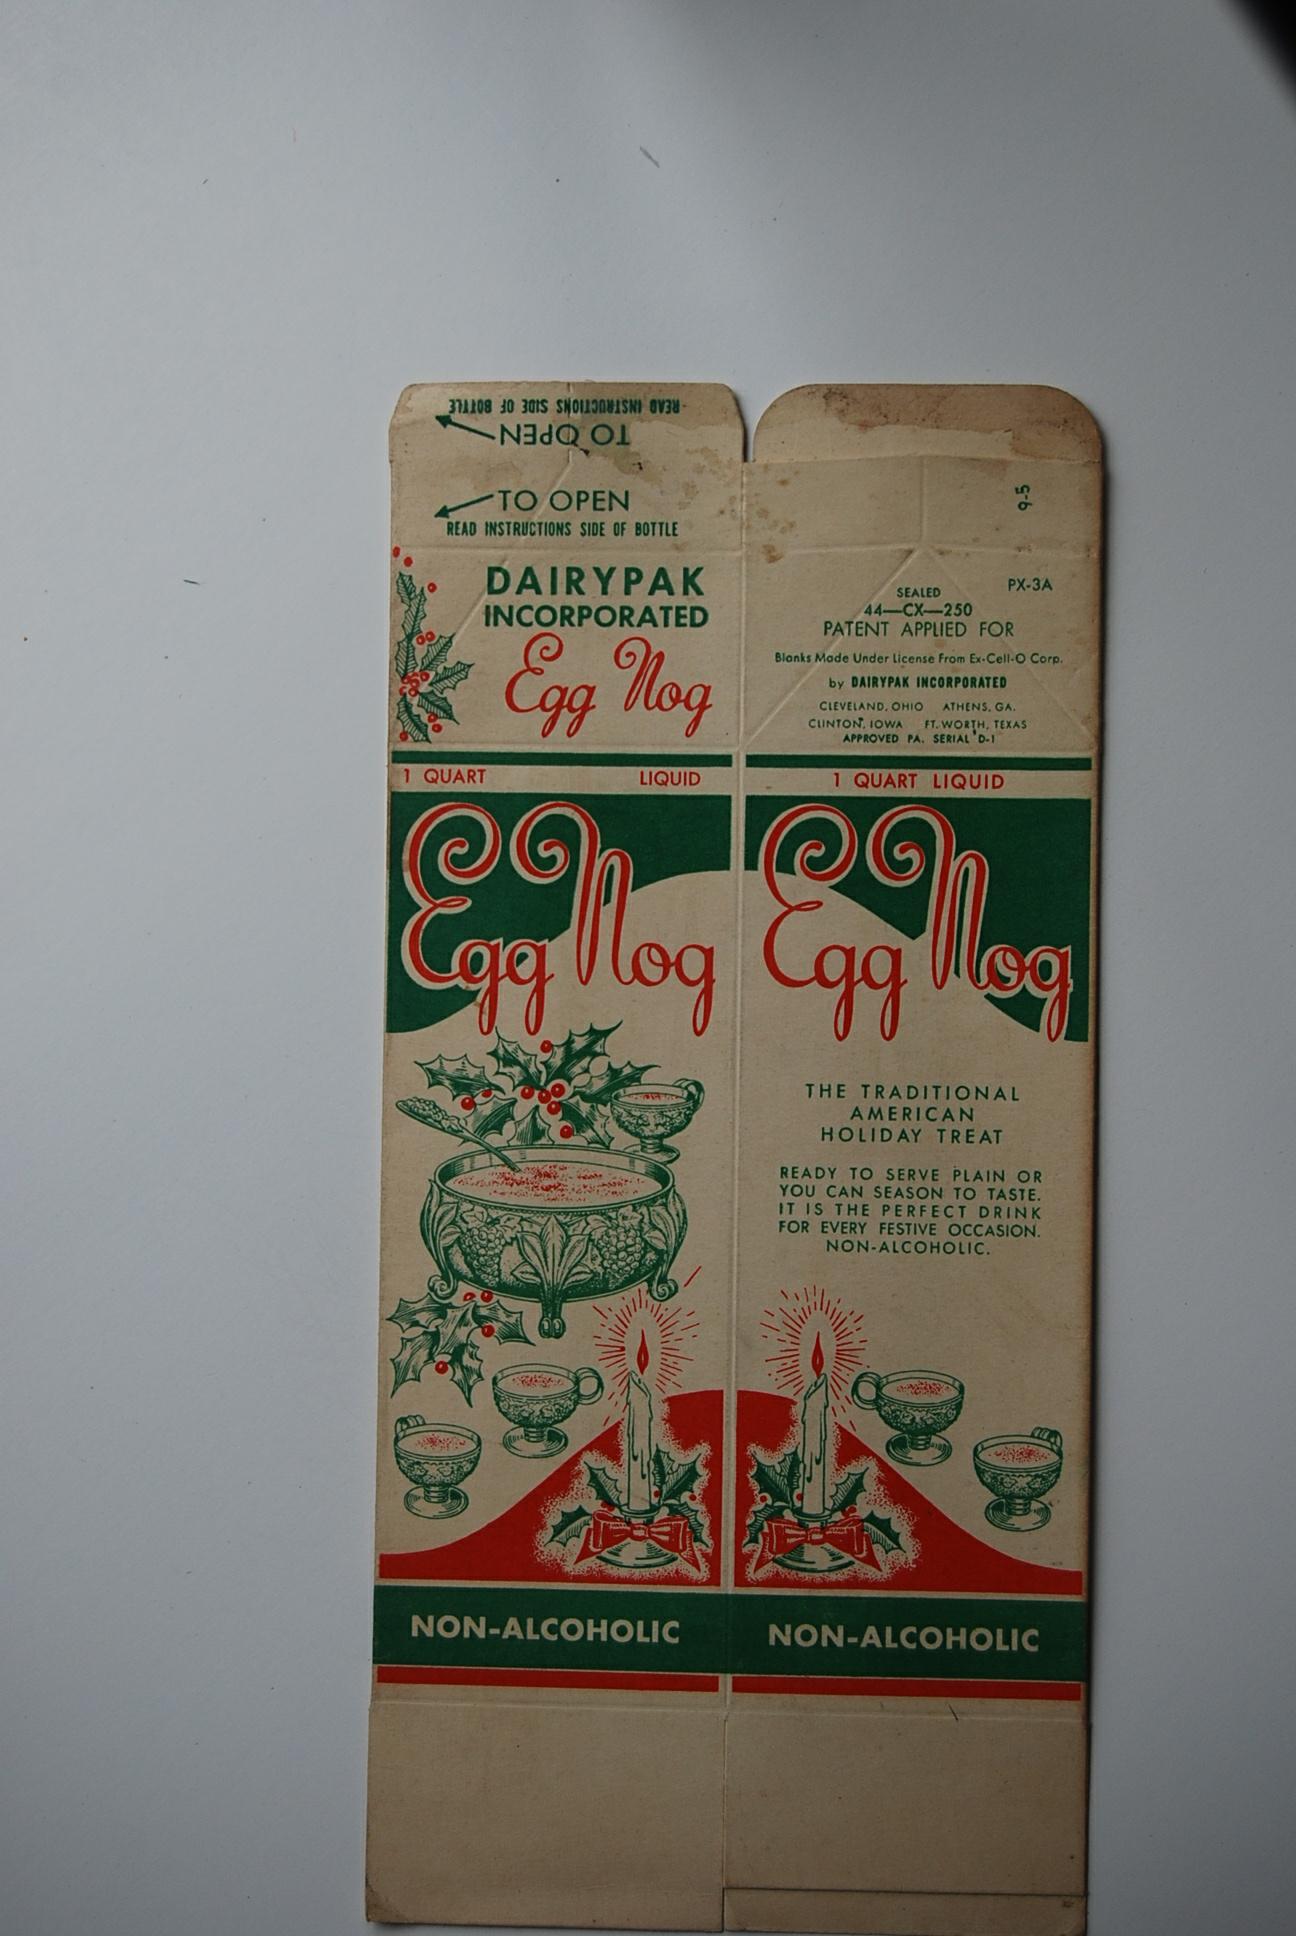 READ INSTRUCTIONS SIDE OF BOTTLE
TO OPEN
TO OPEN
READ INSTRUCTIONS SIDE OF BOTTLE
DAIRYPAK
INCORPORATED
Egg Nog
1 QUART LIQUID
Egg Nog
NON-ALCOHOLIC
9-5
PX-3A
SEALED
44—CX—250
PATENT APPLIED FOR
Blanks Made Under License From Ex-Cell-O Corp.
by DAIRYPAK INCORPORATED
CLEVELAND, OHIO ATHENS, GA.
CLINTON, IOWA FT. WORTH, TEXAS
APPROVED PA. SERIAL D-1
1 QUART LIQUID
Egg Nog
THE TRADITIONAL
AMERICAN
HOLIDAY TREAT
READY TO SERVE PLAIN OR
YOU CAN SEASON TO TASTE.
IT IS THE PERFECT DRINK
FOR EVERY FESTIVE OCCASION.
NON-ALCOHOLIC.
NON-ALCOHOLIC